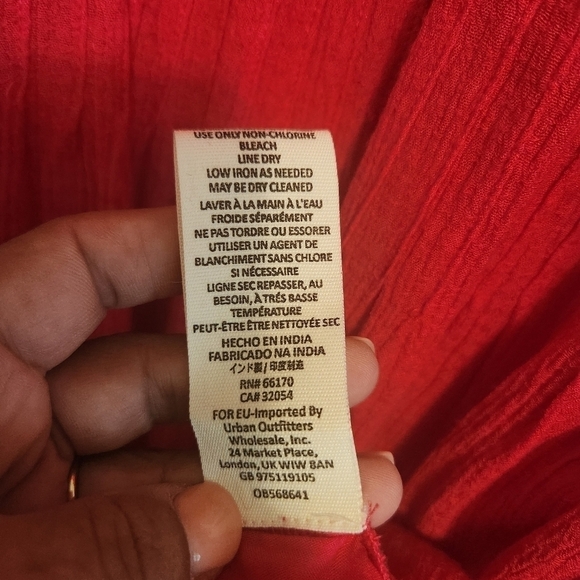 USE ONLY NON-CHLORINE
BLEACH
LINE DRY
LOW IRON AS NEEDED
MAY BE DRY CLEANED
LAVER À LA MAIN À L'EAU
FROIDE SÉPARÉMENT
NE PAS TORDRE OU ESSORER
UTILISER UN AGENT DE
BLANCHIMENT SANS CHLORE
SI NÉCESSAIRE
LIGNE SEC REPASSER, AU
BESOIN, À TRÉS BASSE
TEMPÉRATURE
PEUT-ÊTRE ÊTRE NETTOYÉE SEC
HECHO EN INDIA
FABRICADO NA INDIA
インド製/印度制造
RN# 66170
CA# 32054
FOR EU-Imported By
Urban Outfitters
Wholesale, Inc.
24 Market Place,
London, UK W1W 8AN
GB 975119105
OB568641